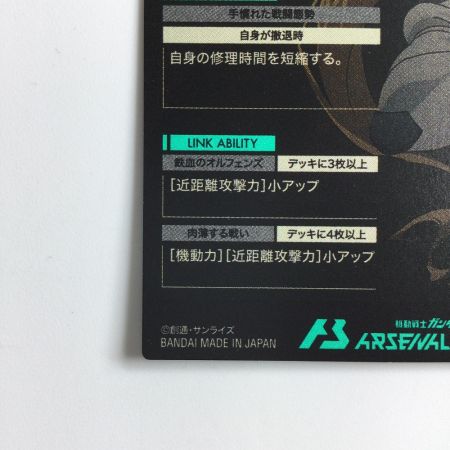 手慣れた戦闘態勢
自身が撤退時
自身の修理時間を短縮する。
LINK ABILITY
鉄血のオルフェンズ デッキに3枚以上
[近距離攻撃力]小アップ
肉薄する戦い デッキに4枚以上
[機動力][近距離攻撃力]小アップ
©創通・サンライズ
BANDAI MADE IN JAPAN
機動戦士ガンダ
ARSENAL